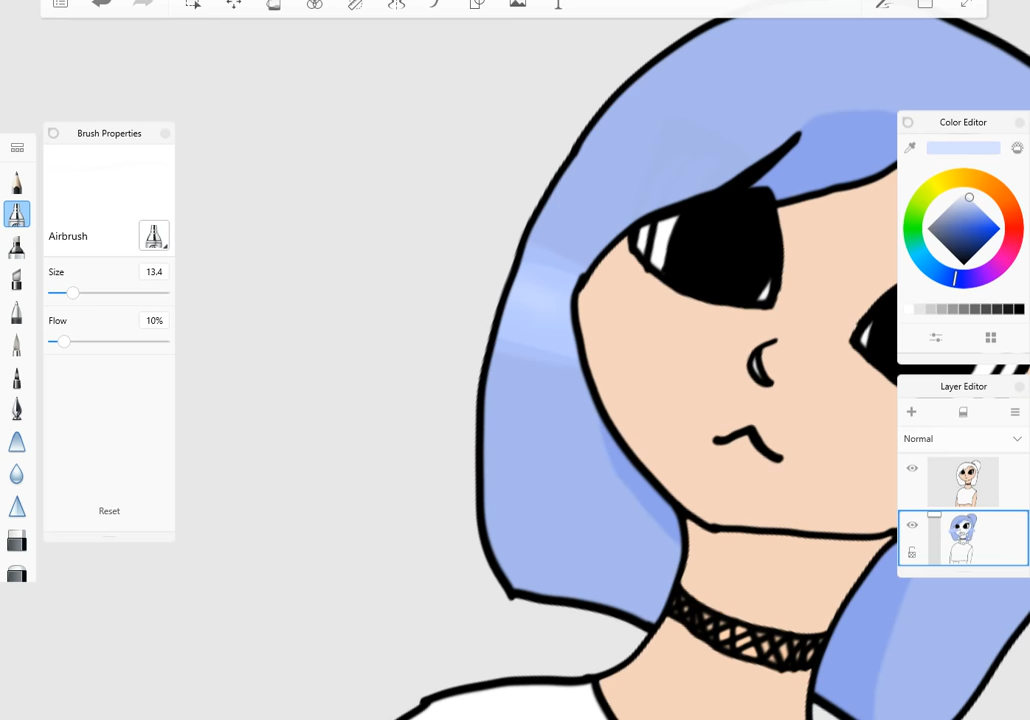 Brush Properties
Airbrush
Size 13.4
Flow 10%
Reset
Color Editor
Layer Editor
Normal